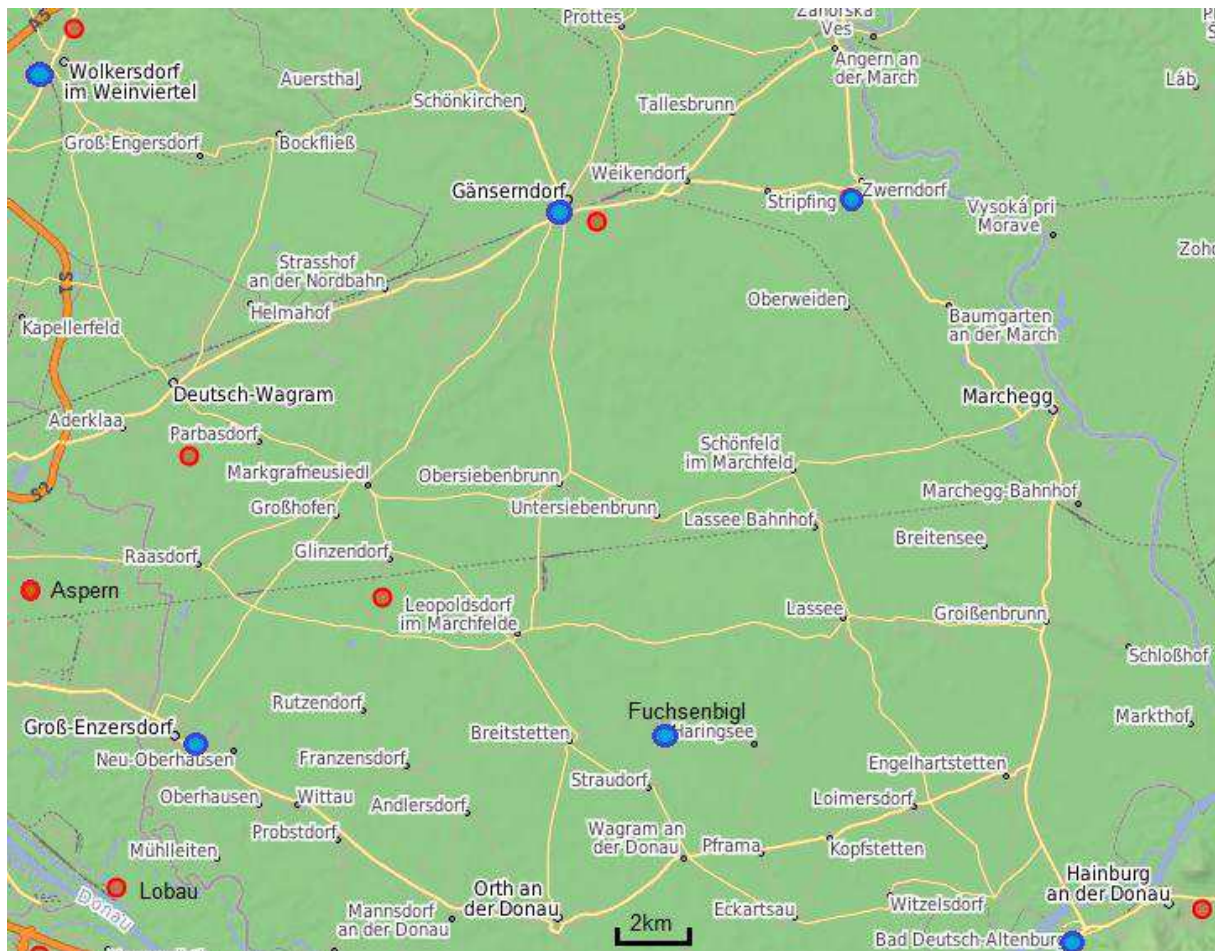 Prottes
Záhorská
Ves
Wolkersdorf
im Weinviertel
Auersthal
Angern an
der March
Láb
Schönkirchen
Tallesbrunn
Groß-Engersdorf
Bockfließ
Weikendorf
Gänserndorf
Stripfing
Zwerndorf
Vysoká pri
Morave
Strasshof
an der Nordbahn
Helmahof
Oberweiden
Baumgarten
an der March
Kapellerfeld
Deutsch-Wagram
Marchegg
Aderklaa
Parbasdorf
Markgrafneusiedl
Obersiebenbrunn
Schönfeld
im Marchfeld
S2
Großhofen
Untersiebenbrunn
Lassee Bahnhof
Marchegg-Bahnhof
Raasdorf
Glinzendorf
Breitensee
Aspern
Leopoldsdorf
im Marchfelde
Lassee
Groißenbrunn
Schloßhof
Rutzendorf
Fuchsenbigl
Markthof
Groß-Enzersdorf
Breitstetten
Haringsee
Neu-Oberhausen
Franzensdorf
Straudorf
Engelhartstetten
Oberhausen
Wittau
Andlersdorf
Loimersdorf
Probstdorf
Wagram an
der Donau
Pframa
Kopfstetten
Mühlleiten
Lobau
Donau
Orth an
der Donau
Hainburg
an der Donau
Mannsdorf
an der Donau
2km
Eckartsau
Witzelsdorf
Bad Deutsch-Altenburg